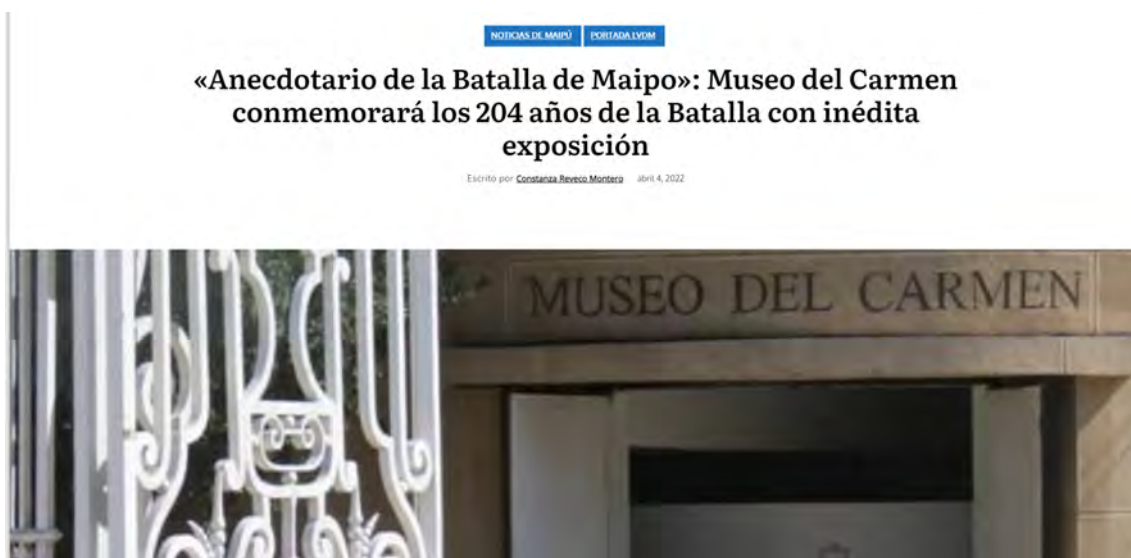 NOTICIAS DE MAIPÚ PORTADA LVDM
«Anecdotario de la Batalla de Maipo»: Museo del Carmen
conmemorará los 204 años de la Batalla con inédita
exposición
Escrito por Constanza Reveco Montero abril 4, 2022
MUSEO DEL CARMEN